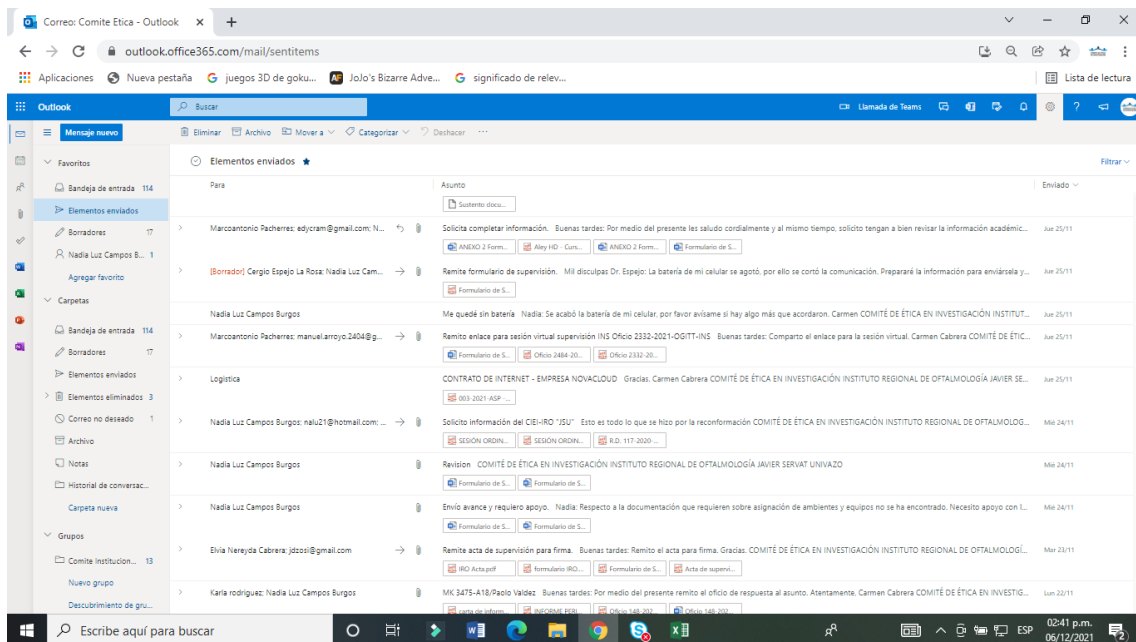 Correo: Comite Etica - Outlook
outlook.office365.com/mail/sentitems
Aplicaciones Nueva pestaña juegos 3D de goku... JoJo's Bizarre Adve... significado de relev... Lista de lectura
Outlook Buscar Llamada de Teams
Mensaje nuevo Eliminar Archivo Mover a Categorizar Deshacer ...
Favoritos
Bandeja de entrada 114
Elementos enviados
Borradores 17
Nadia Luz Campos B... 1
Agregar favorito
Carpetas
Bandeja de entrada 114
Borradores 17
Elementos enviados
Elementos eliminados 3
Correo no deseado 1
Archivo
Notas
Historial de conversac...
Carpeta nueva
Grupos
Comite Institucion... 13
Nuevo grupo
Descubrimiento de gru...
Elementos enviados Filtrar
Para Asunto Enviado
Sustento docu...
Marcoantonio Pacherres; edycram@gmail.com; N... Solicita completar información. Buenas tardes: Por medio del presente les saludo cordialmente y al mismo tiempo, solicito tengan a bien revisar la información académic... Jue 25/11
ANEXO 2 Form... Aley HD - Curs... ANEXO 2 Form... Formulario de S...
[Borrador] Cergio Espejo La Rosa; Nadia Luz Cam... Remite formulario de supervisión. Mil disculpas Dr. Espejo: La batería de mi celular se agotó, por ello se cortó la comunicación. Prepararé la información para enviársela y... Jue 25/11
Formulario de S...
Nadia Luz Campos Burgos Me quedé sin batería Nadia: Se acabó la batería de mi celular, por favor avísame si hay algo más que acordaron. Carmen COMITÉ DE ÉTICA EN INVESTIGACIÓN INSTITUT... Jue 25/11
Marcoantonio Pacherres; manuel.arroyo.2404@g... Remito enlace para sesión virtual supervisión INS Oficio 2332-2021-OGITT-INS Buenas tardes: Comparto el enlace para la sesión virtual. Carmen Cabrera COMITÉ DE ÉTIC... Jue 25/11
Formulario de S... Oficio 2484-20... Oficio 2332-20...
Logistica CONTRATO DE INTERNET - EMPRESA NOVACLOUD Gracias. Carmen Cabrera COMITÉ DE ÉTICA EN INVESTIGACIÓN INSTITUTO REGIONAL DE OFTALMOLOGÍA JAVIER SE... Jue 25/11
003-2021-ASP -...
Nadia Luz Campos Burgos; nalu21@hotmail.com; ... Solicito información del CIEI-IRO "JSU" Esto es todo lo que se hizo por la reconformación COMITÉ DE ÉTICA EN INVESTIGACIÓN INSTITUTO REGIONAL DE OFTALMOLOG... Mié 24/11
SESIÓN ORDIN... SESIÓN ORDIN... R.D. 117-2020-...
Nadia Luz Campos Burgos Revision COMITÉ DE ÉTICA EN INVESTIGACIÓN INSTITUTO REGIONAL DE OFTALMOLOGÍA JAVIER SERVAT UNIVAZO Mié 24/11
Formulario de S... Formulario de S...
Nadia Luz Campos Burgos Envío avance y requiero apoyo. Nadia: Respecto a la documentación que requieren sobre asignación de ambientes y equipos no se ha encontrado. Necesito apoyo con l... Mié 24/11
Formulario de S... Formulario de S...
Elvia Nereyda Cabrera; jdzosi@gmail.com Remite acta de supervisión para firma. Buenas tardes: Remito el acta para firma. Gracias. COMITÉ DE ÉTICA EN INVESTIGACIÓN INSTITUTO REGIONAL DE OFTALMOLOGÍ... Mar 23/11
IRO Acta.pdf formulario IRO... Formulario de S... Acta de supervi...
Karla rodriguez; Nadia Luz Campos Burgos MK 3475-A18/Paolo Valdez Buenas tardes: Por medio del presente remito el oficio de respuesta al asunto. Atentamente, Carmen Cabrera COMITÉ DE ÉTICA EN INVESTIG... Lun 22/11
carta de inform... INFORME PERI... Oficio 148-202... Oficio 148-202...
Escribe aquí para buscar ESP 02:41 p.m.
06/12/2021